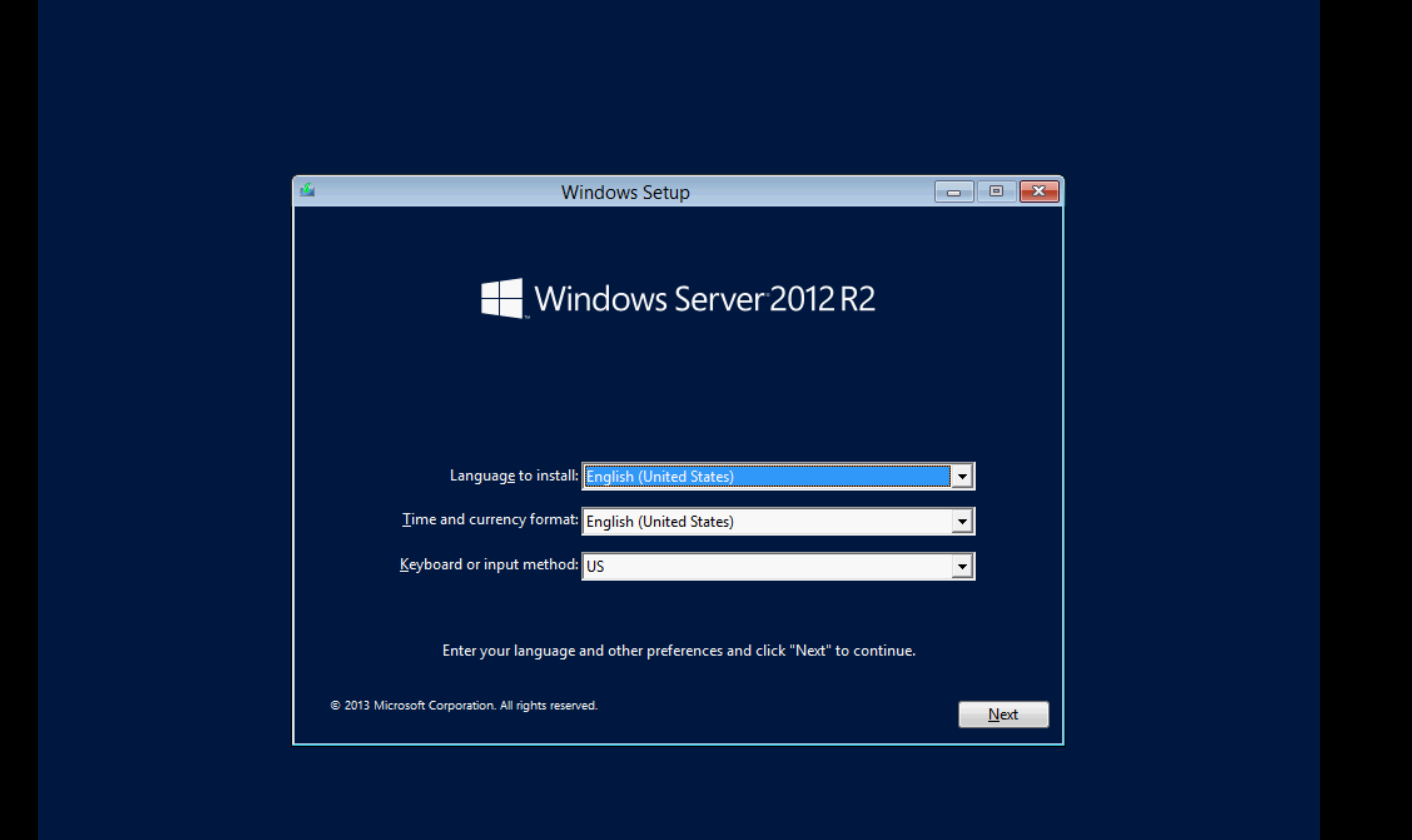 Windows Setup
Windows Server 2012 R2
Language to install: English (United States)
Time and currency format: English (United States)
Keyboard or input method: US
Enter your language and other preferences and click "Next" to continue.
© 2013 Microsoft Corporation. All rights reserved.
Next